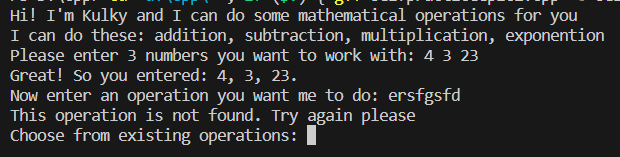 Hi! I'm Kulky and I can do some mathematical operations for you
I can do these: addition, subtraction, multiplication, exponention
Please enter 3 numbers you want to work with: 4 3 23
Great! So you entered: 4, 3, 23.
Now enter an operation you want me to do: ersfgsfd
This operation is not found. Try again please
Choose from existing operations: